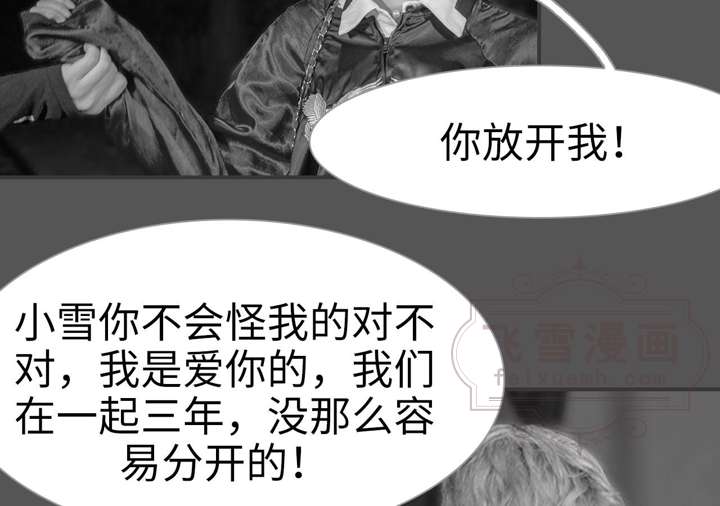 你放开我！
小雪你不会怪我的对不
对，我是爱你的，我们
在一起三年，没那么容
易分开的！
飞雪漫画
feixuemh.com